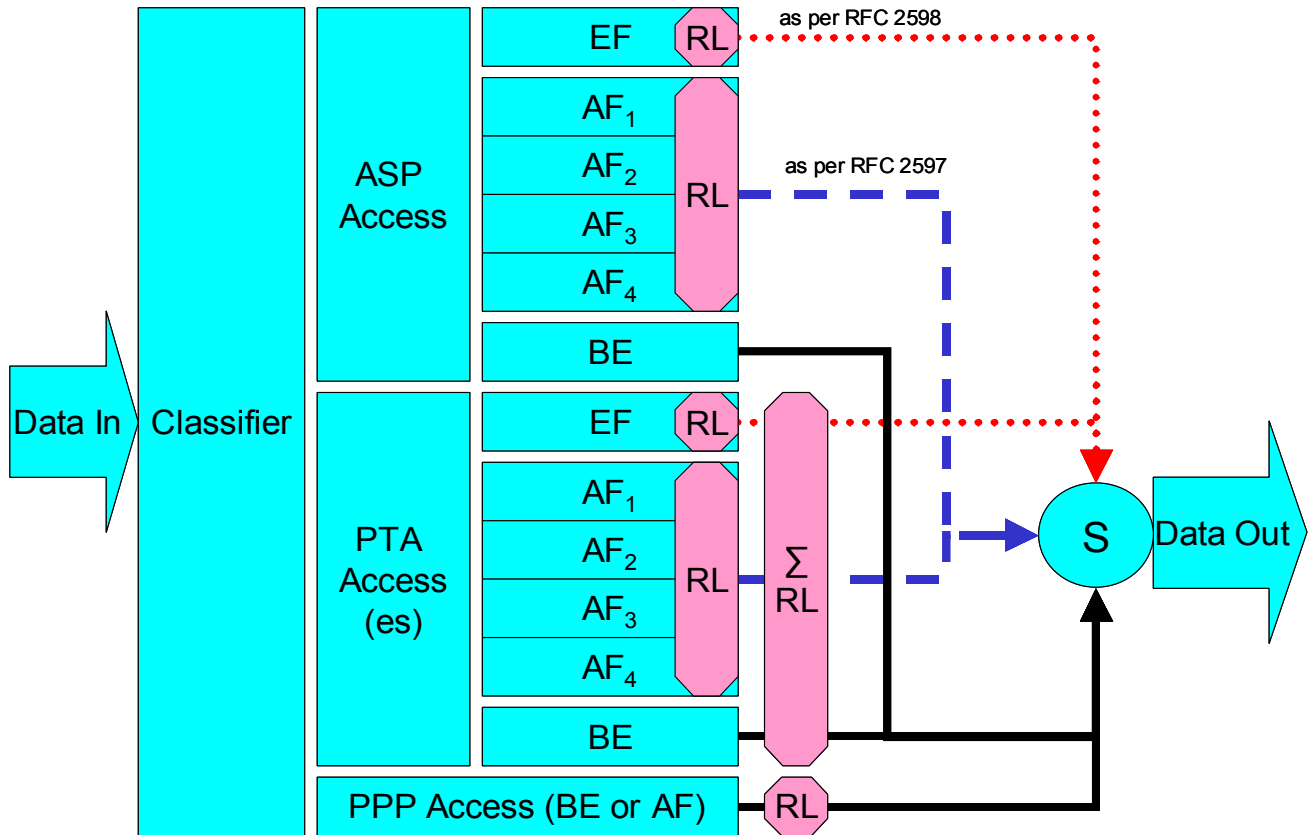 as per RFC 2598
EF
RL
AF1
AF2
AF3
AF4
RL
as per RFC 2597
ASP
Access
BE
Data In
Classifier
EF
RL
AF1
AF2
AF3
AF4
RL
PTA
Access
(es)
Σ
RL
S
Data Out
BE
PPP Access (BE or AF)
RL